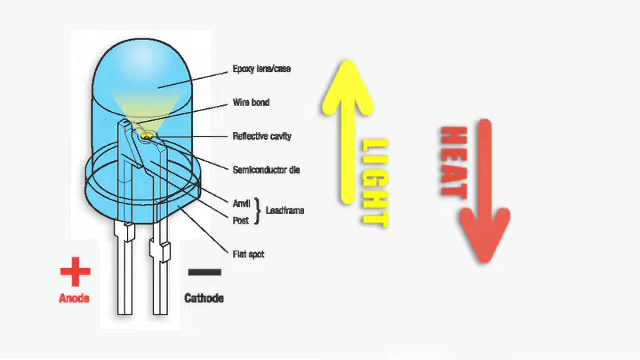 Epoxy lens/case
Wire bond
Reflective cavity
Semiconductor die
Anvil
Post
Leadframe
Flat spot
+
−
Anode
Cathode
LIGHT
HEAT